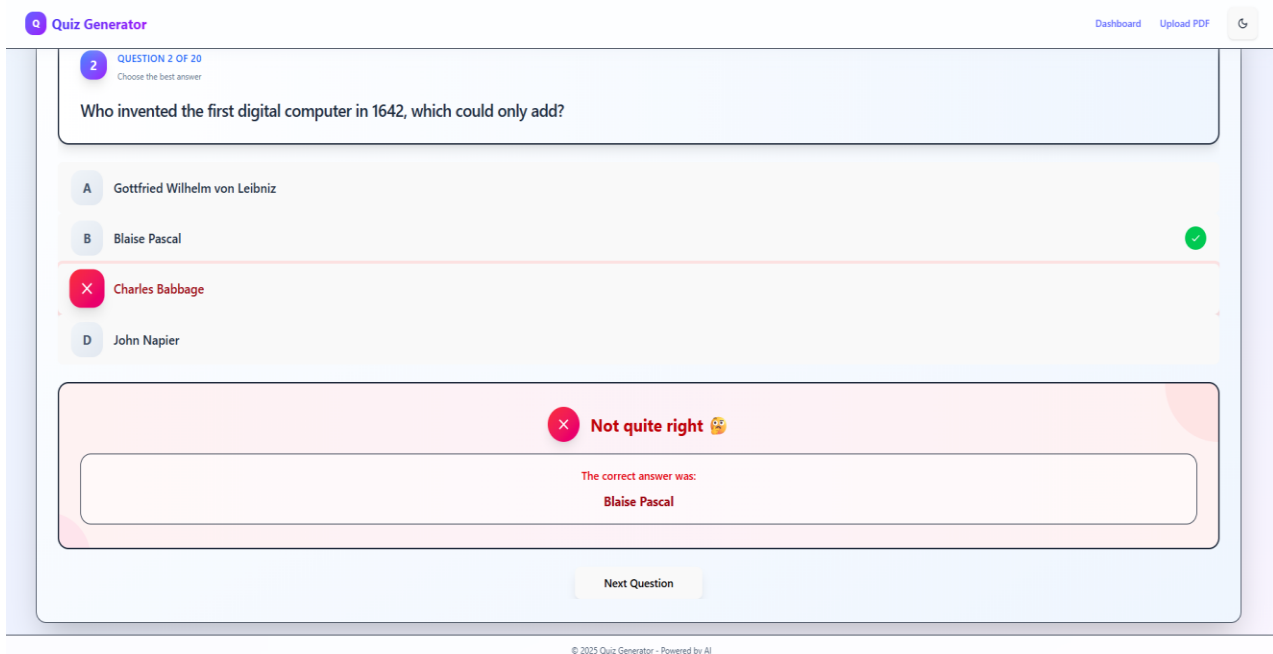 Q Quiz Generator
Dashboard Upload PDF
2 QUESTION 2 OF 20
Choose the best answer
Who invented the first digital computer in 1642, which could only add?
A Gottfried Wilhelm von Leibniz
B Blaise Pascal
Charles Babbage
D John Napier
Not quite right 🤔
The correct answer was:
Blaise Pascal
Next Question
© 2025 Quiz Generator - Powered by AI